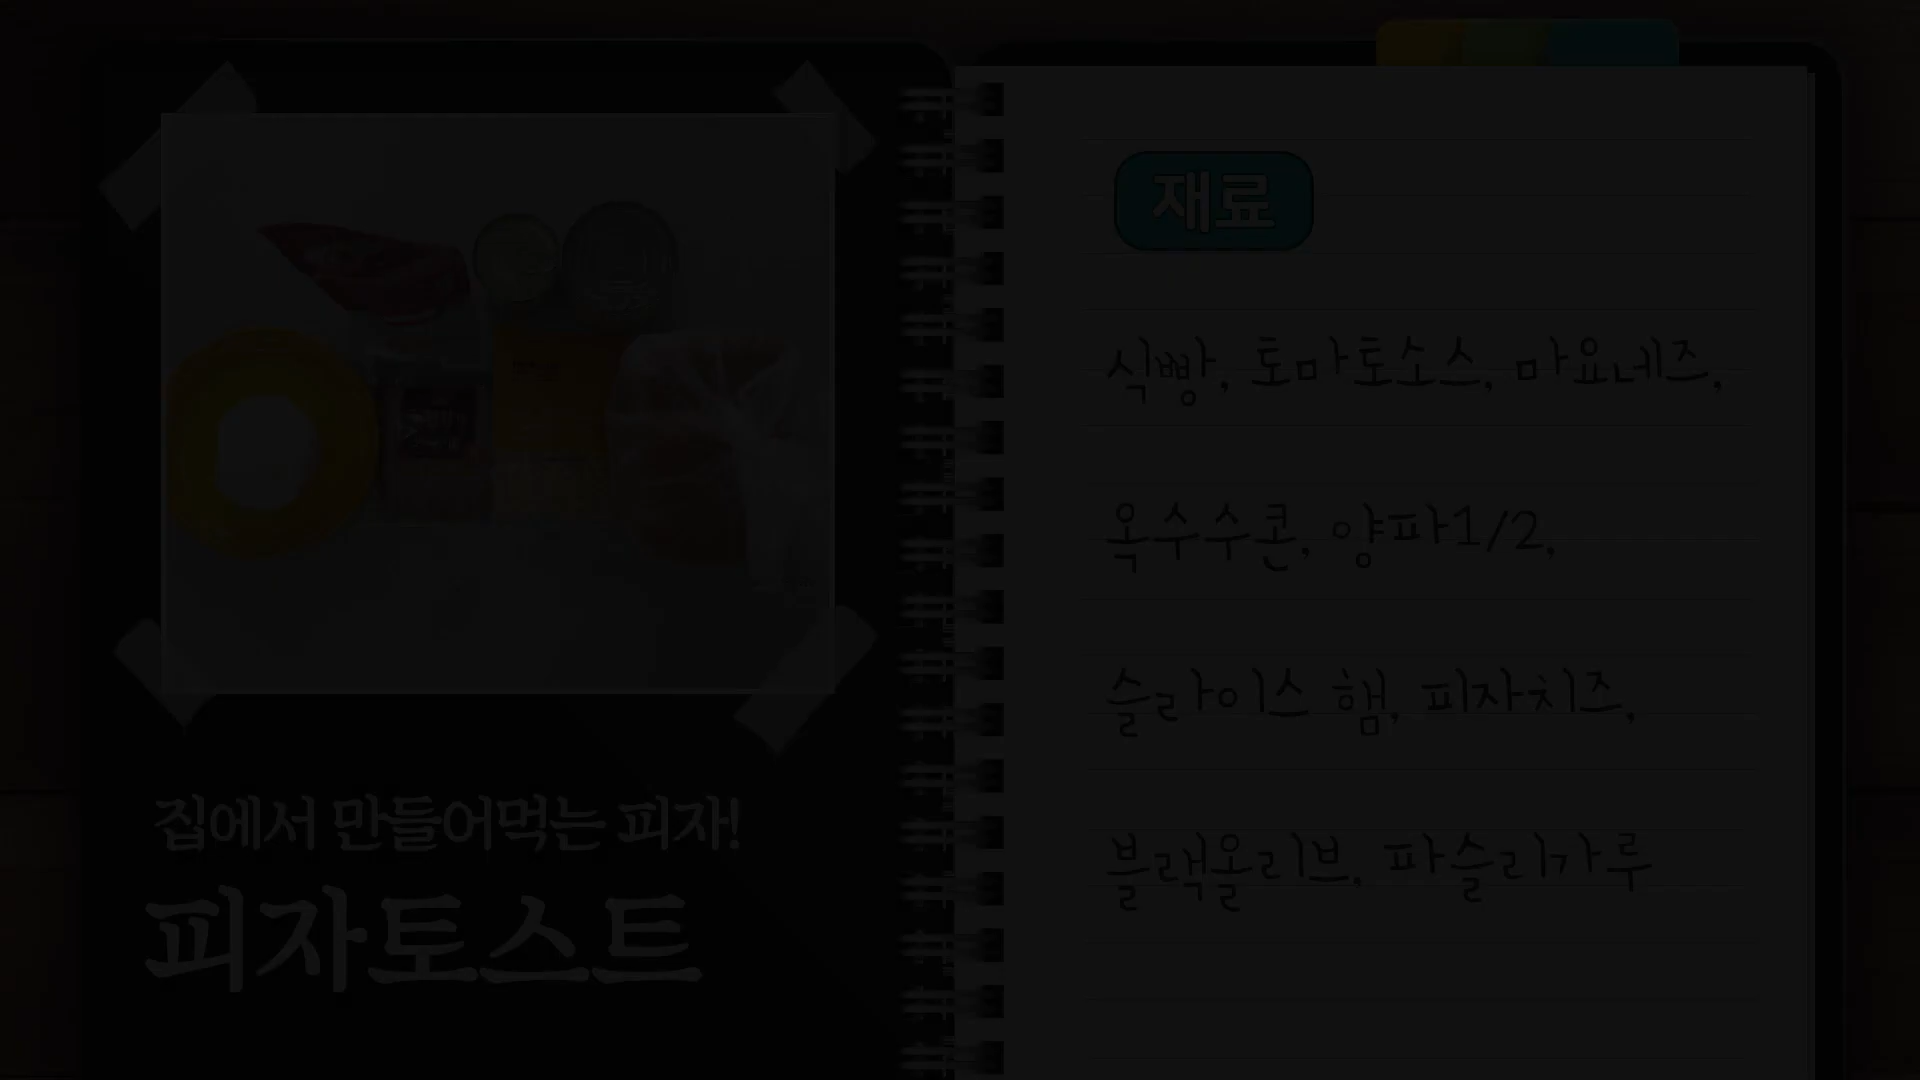 집에서 만들어먹는 피자!
피자토스트
재료
식빵, 토마토소스, 마요네즈,
옥수수콘, 양파1/2,
슬라이스 햄, 피자치즈,
블랙올리브, 파슬리가루